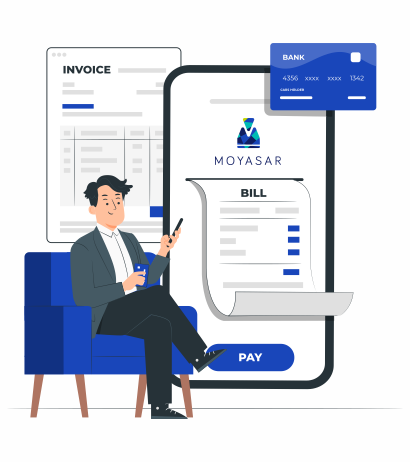 INVOICE
BANK
4356 xxxx xxxx 1342
CARD HOLDER
MOYASAR
BILL
PAY